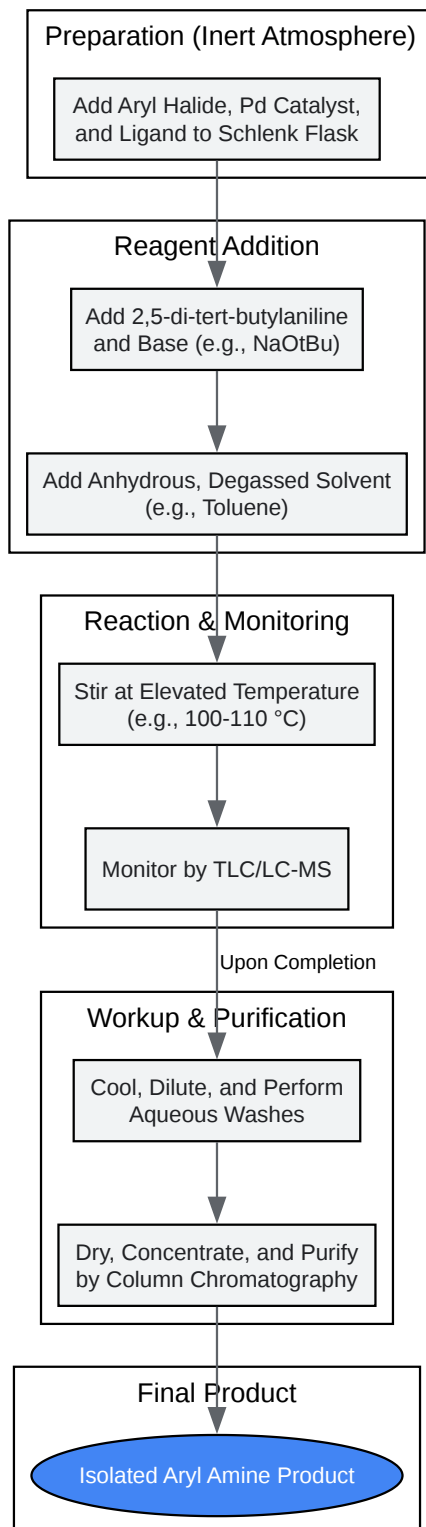 Preparation (Inert Atmosphere)
Add Aryl Halide, Pd Catalyst,
and Ligand to Schlenk Flask
Reagent Addition
Add 2,5-di-tert-butylaniline
and Base (e.g., NaOtBu)
Add Anhydrous, Degassed Solvent
(e.g., Toluene)
Reaction & Monitoring
Stir at Elevated Temperature
(e.g., 100-110 °C)
Monitor by TLC/LC-MS
Upon Completion
Workup & Purification
Cool, Dilute, and Perform
Aqueous Washes
Dry, Concentrate, and Purify
by Column Chromatography
Final Product
Isolated Aryl Amine Product